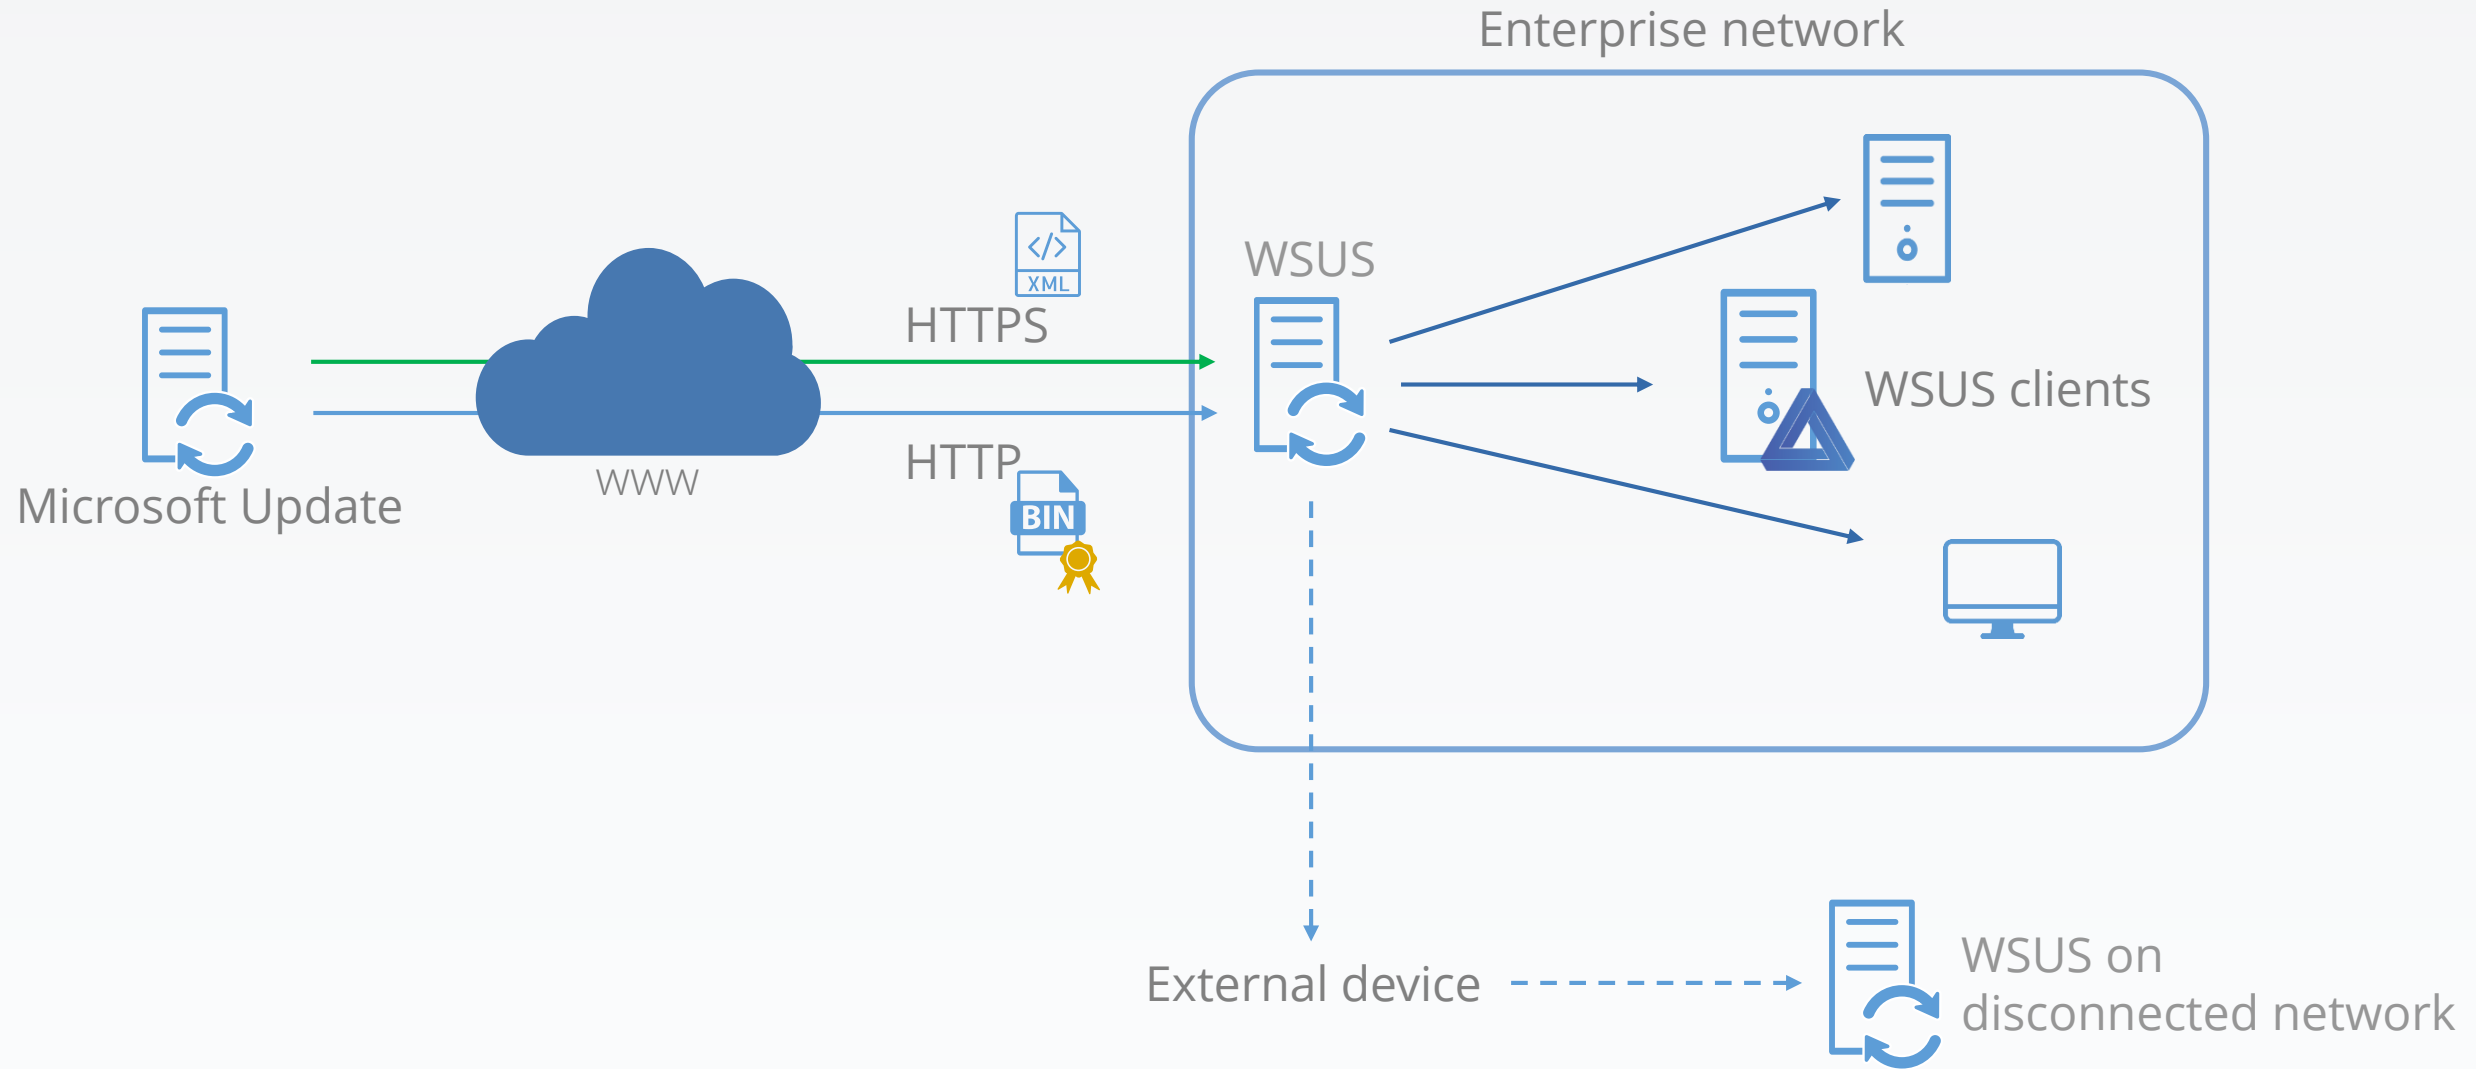 Enterprise network
XML
HTTPS
WSUS
WSUS clients
Microsoft Update
WWW
HTTP
BIN
External device
WSUS on
disconnected network